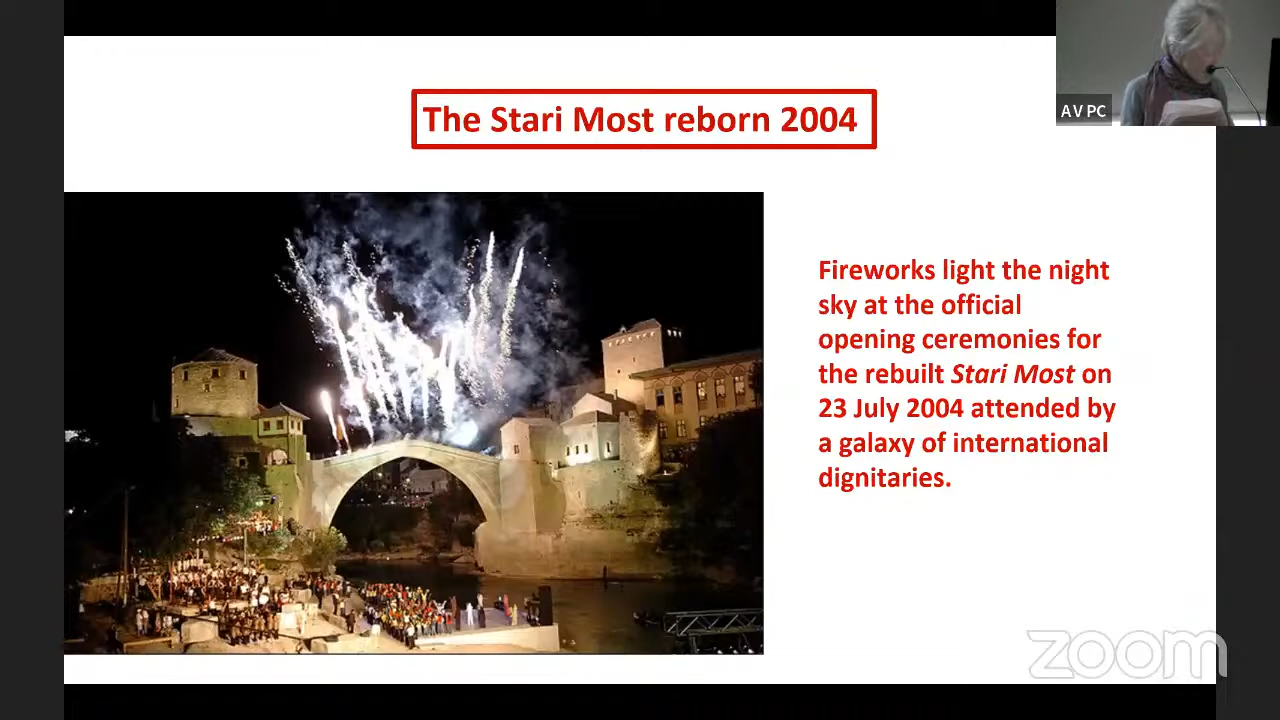 The Stari Most reborn 2004
AV PC
Fireworks light the night
sky at the official
opening ceremonies for
the rebuilt Stari Most on
23 July 2004 attended by
a galaxy of international
dignitaries.
zoom